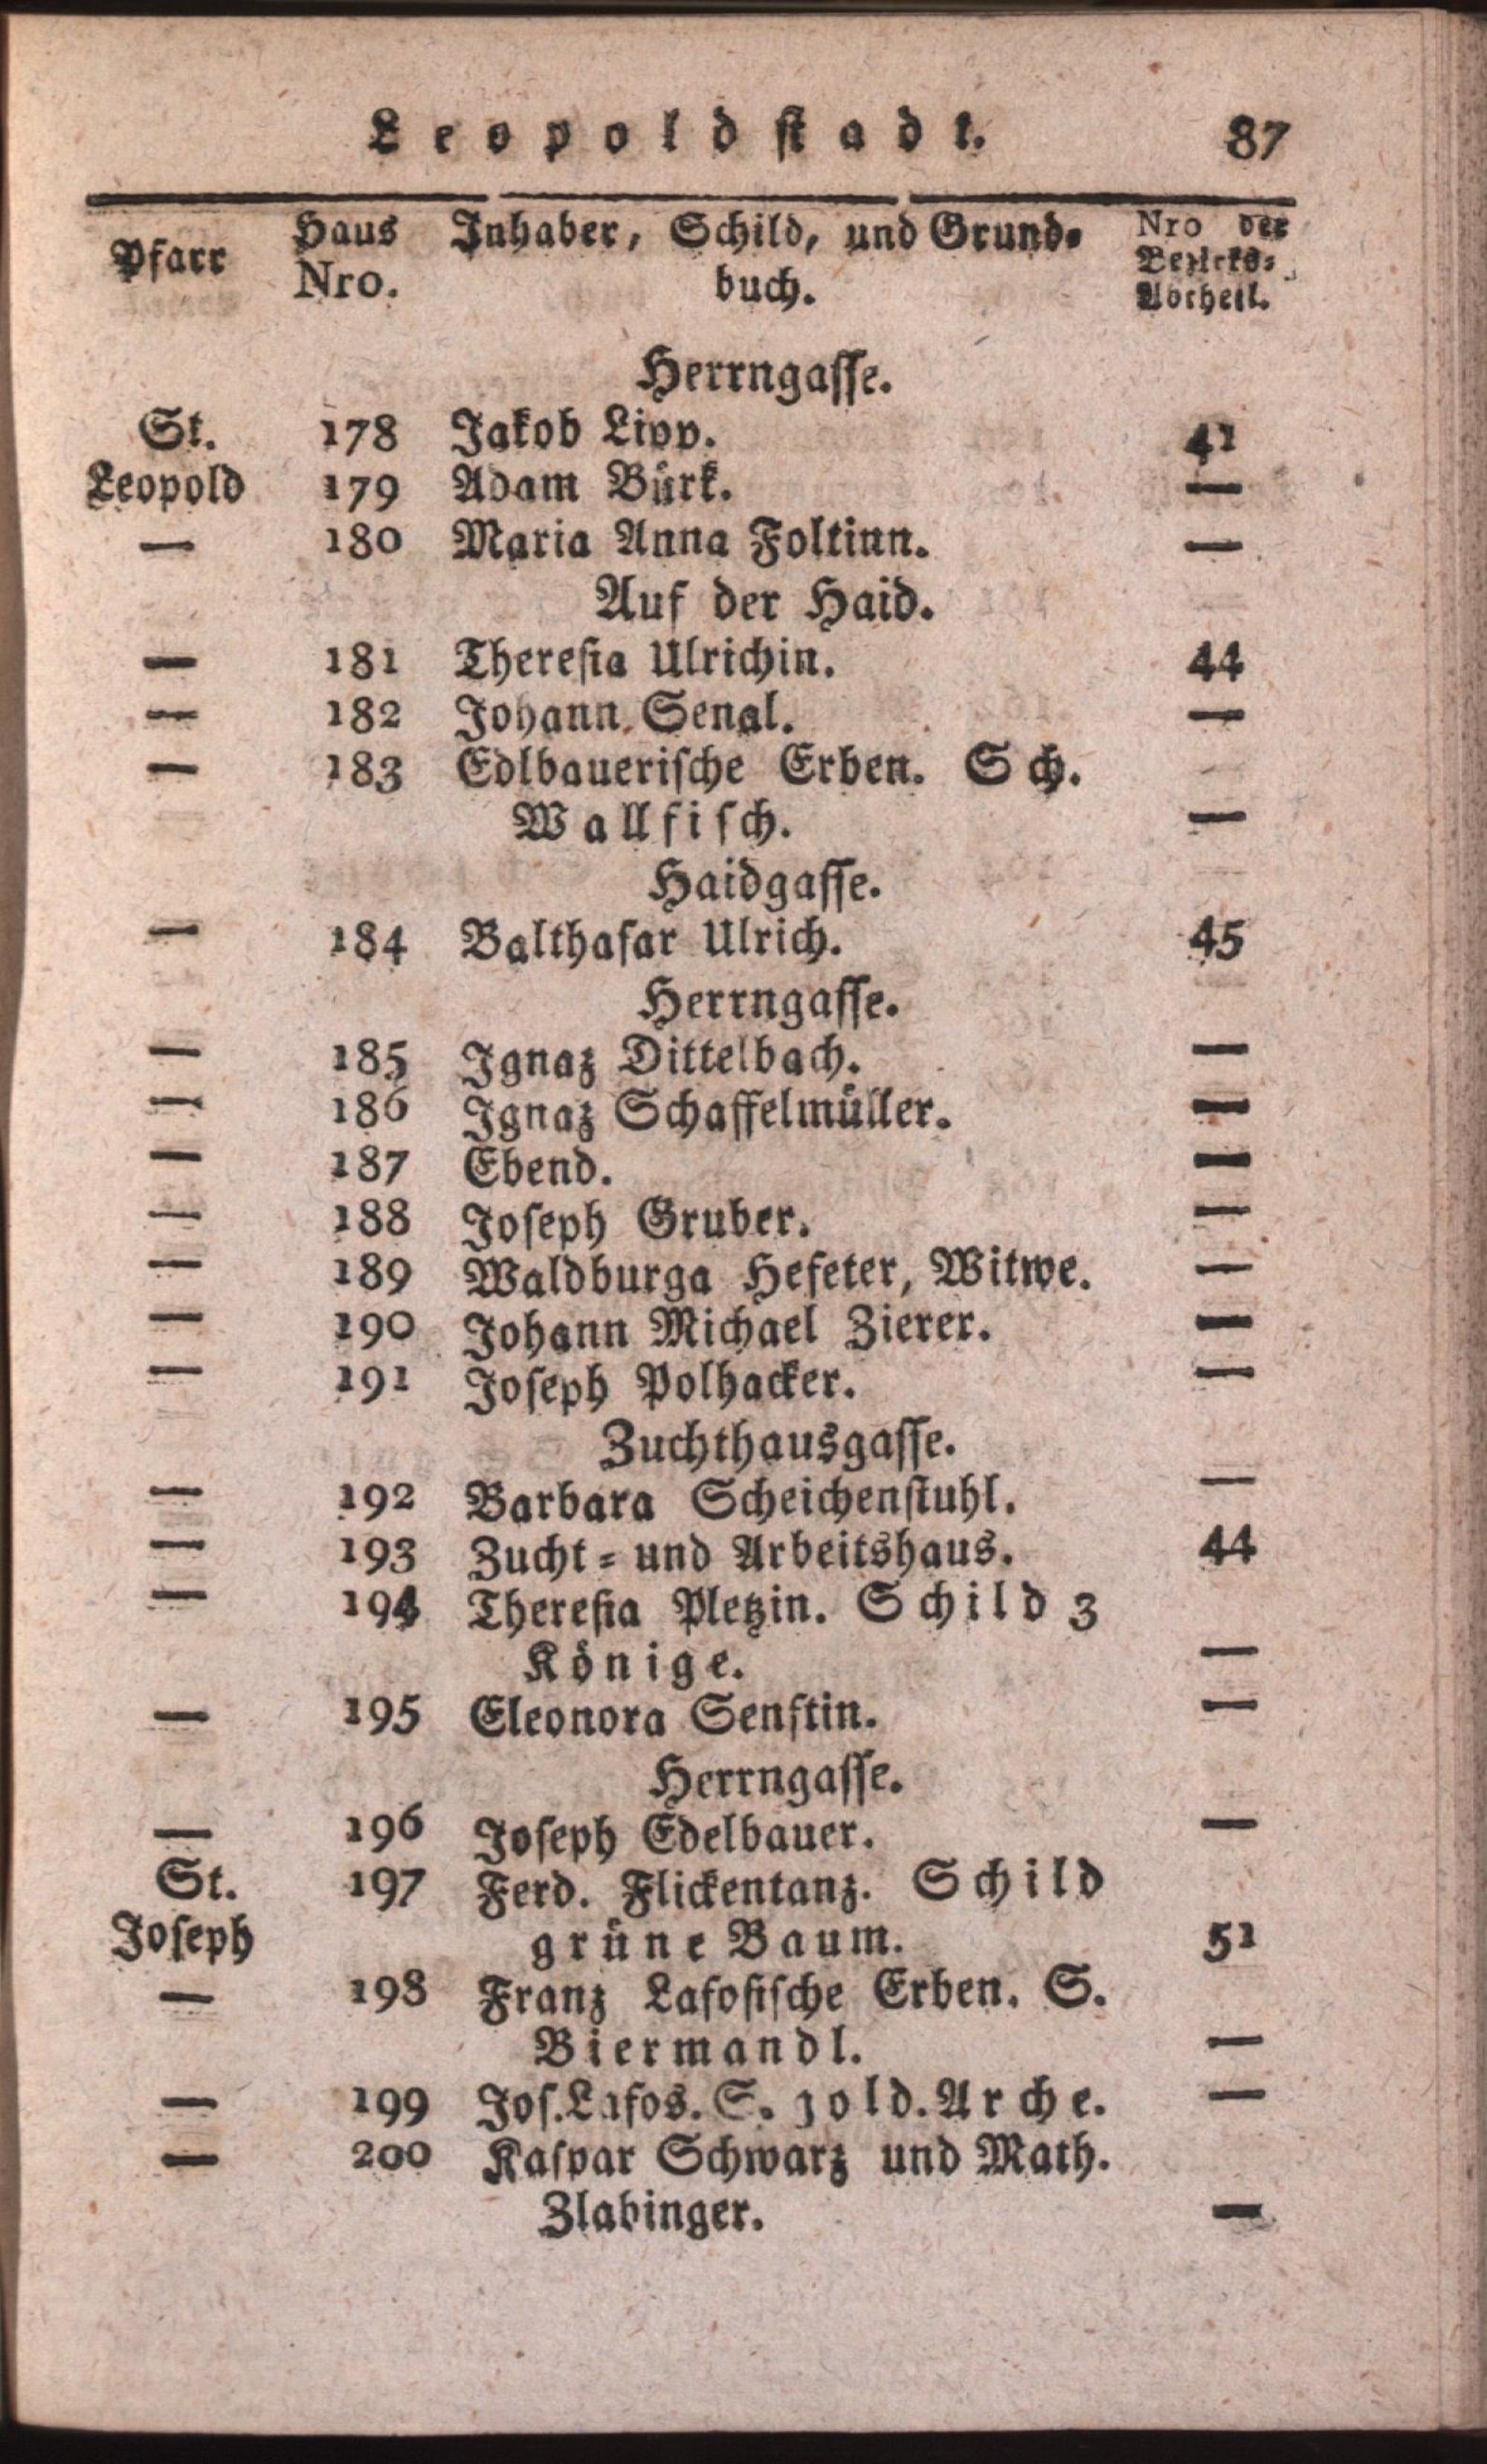 Leopoldſtadt. 87
Pfarr Haus Nro. Inhaber, Schild, und Grund⸗ Nro der
buch. Bezirks⸗
Abtheil.
Herrngaſſe.
St. 178 Jakob Lipp. 41
Leopold 179 Adam Bürk. —
— 180 Maria Anna Foltinn. —
Auf der Haid.
— 181 Thereſia Ulrichin. 44
— 182 Johann Senal. —
— 183 Edlbaueriſche Erben. Sch.
Wallfiſch. —
Haidgaſſe.
— 184 Balthaſar Ulrich. 45
Herrngaſſe.
— 185 Ignaz Dittelbach. —
— 186 Ignaz Schaffelmüller. —
— 187 Ebend. —
— 188 Joſeph Gruber. —
— 189 Waldburga Hefeter, Witwe. —
— 190 Johann Michael Zierer. —
— 191 Joſeph Polhacker. —
Zuchthausgaſſe.
— 192 Barbara Scheichenſtuhl. —
— 193 Zucht⸗ und Arbeitshaus. 44
— 194 Thereſia Pletzin. Schild 3
Könige. —
— 195 Eleonora Senftin. —
Herrngaſſe.
— 196 Joſeph Edelbauer. —
St. 197 Ferd. Flickentanz. Schild
Joſeph grüne Baum. 51
— 198 Franz Lafoſiſche Erben. S.
Biermandl. —
— 199 Joſ. Lafos. S. gold. Arche. —
— 200 Kaſpar Schwarz und Math.
Zlabinger. —